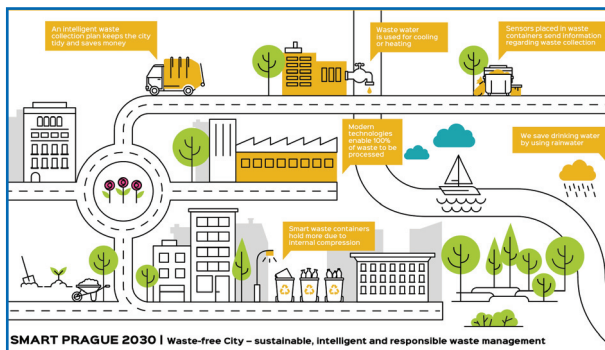 An intelligent waste
collection plan keeps the city
tidy and saves money
Waste water
is used for cooling
or heating
Sensors placed in waste
containers send information
regarding waste collection
Modern
technologies
enable 100%
of waste to be
processed
We save drinking water
by using rainwater
Smart waste containers
hold more due to
internal compression
SMART PRAGUE 2030 | Waste-free City – sustainable, intelligent and responsible waste management